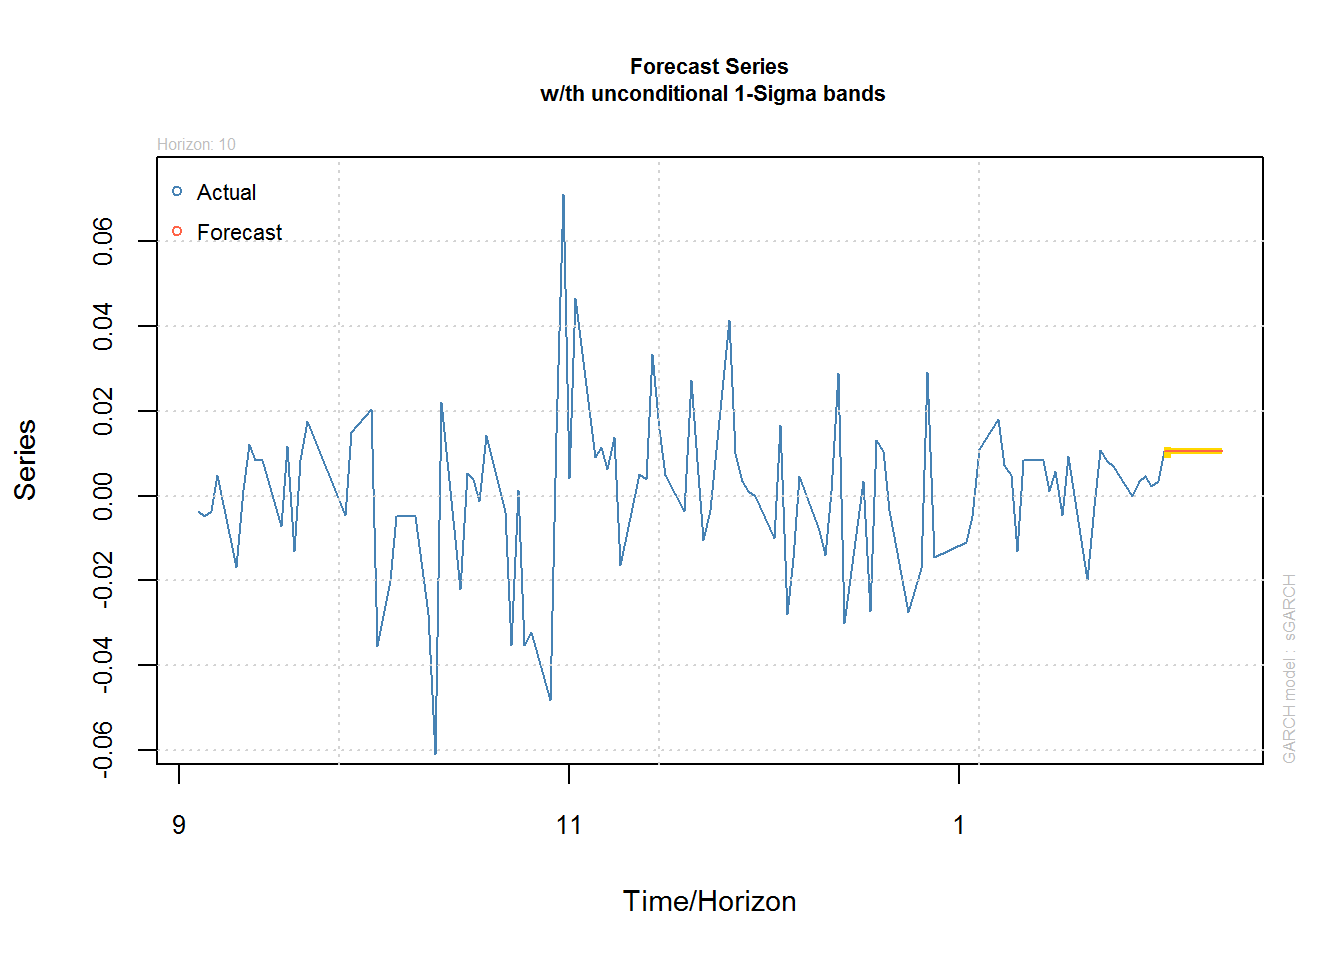 Forecast Series
w/th unconditional 1-Sigma bands
Horizon: 10
Actual
Forecast
0.06
0.04
0.02
0.00
-0.02
-0.04
-0.06
Series
9
11
1
Time/Horizon
GARCH model : sGARCH